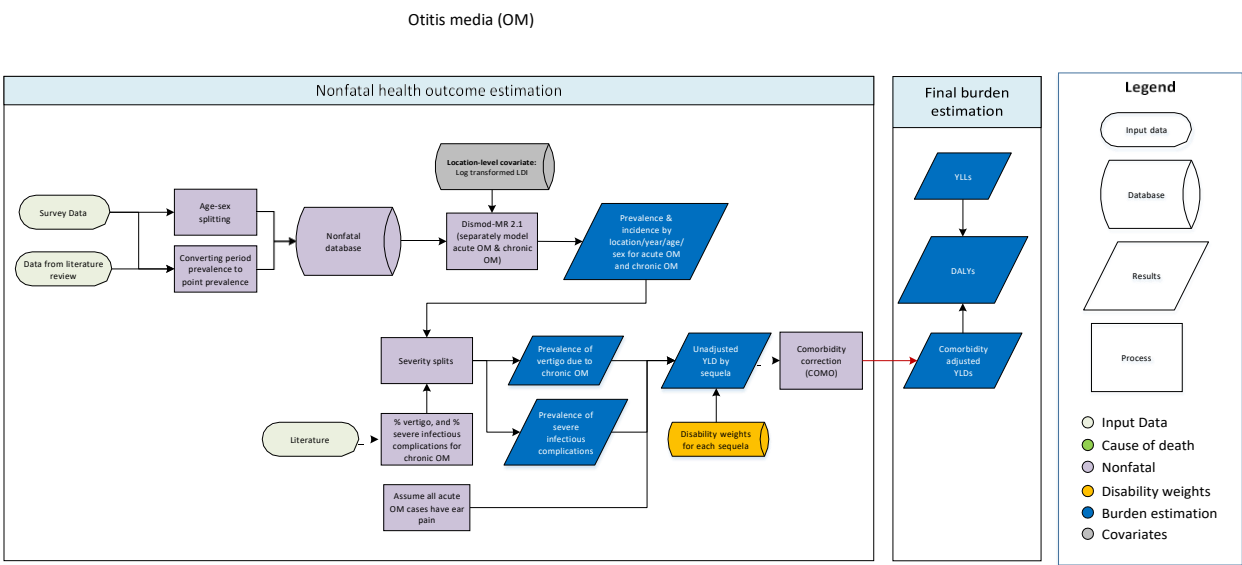 Otitis media (OM)
Nonfatal health outcome estimation
Final burden
estimation
Legend
Survey Data
Data from literature
review
Age-sex
splitting
Converting period
prevalence to
point prevalence
Nonfatal
database
Location-level covariate:
Log transformed LDI
Dismod-MR 2.1
(separately model
acute OM & chronic
OM)
Prevalence &
incidence by
location/year/age/
sex for acute OM
and chronic OM
Severity splits
Literature
% vertigo, and %
severe infectious
complications for
chronic OM
Assume all acute
OM cases have ear
pain
Prevalence of
vertigo due to
chronic OM
Prevalence of
severe
infectious
complications
Unadjusted
YLD by
sequela
Disability weights
for each sequela
Comorbidity
correction
(COMO)
YLLs
DALYs
Comorbidity
adjusted
YLDs
Input data
Database
Results
Process
Input Data
Cause of death
Nonfatal
Disability weights
Burden estimation
Covariates